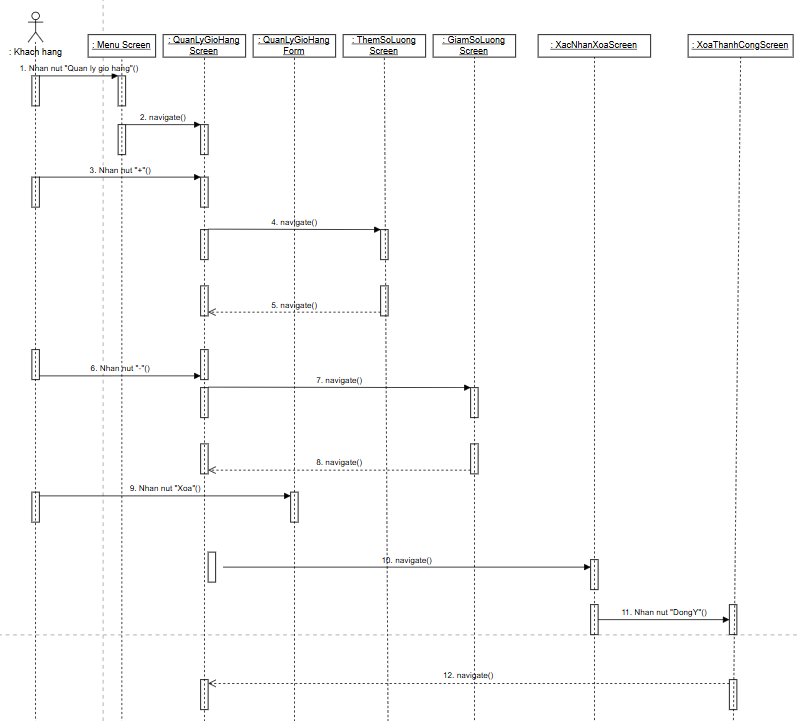 : Khach hang
: Menu Screen
: QuanLyGioHang
Screen
: QuanLyGioHang
Form
: ThemSoLuong
Screen
: GiamSoLuong
Screen
: XacNhanXoaScreen
: XoaThanhCongScreen
1. Nhan nut "Quan ly gio hang"()
2. navigate()
3. Nhan nut "+"()
4. navigate()
5. navigate()
6. Nhan nut "-"()
7. navigate()
8. navigate()
9. Nhan nut "Xoa"()
10. navigate()
11. Nhan nut "DongY"()
12. navigate()